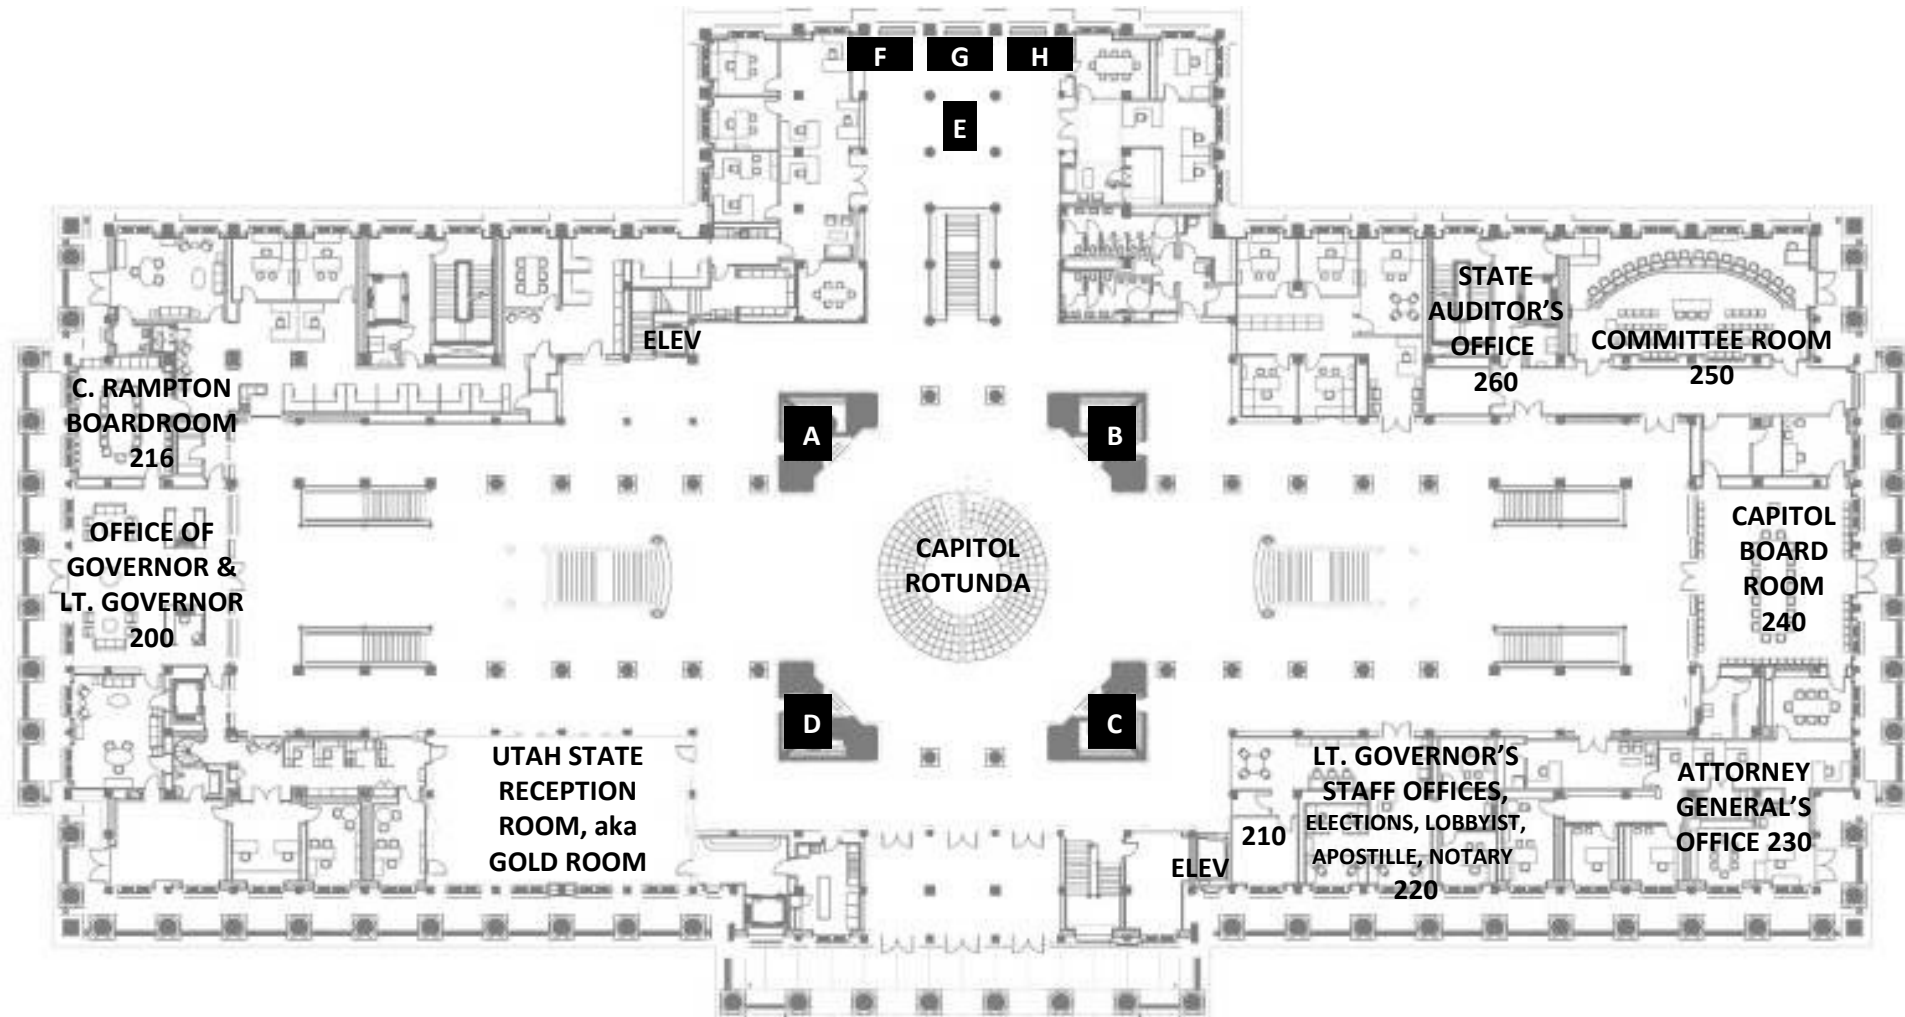 F
G
H
E
ELEV
STATE
AUDITOR’S
OFFICE
260
COMMITTEE ROOM
250
C. RAMPTON
BOARDROOM
216
A
B
OFFICE OF
GOVERNOR &
LT. GOVERNOR
200
CAPITOL
ROTUNDA
CAPITOL
BOARD
ROOM
240
D
C
UTAH STATE
RECEPTION
ROOM, aka
GOLD ROOM
ELEV
210
LT. GOVERNOR’S
STAFF OFFICES,
ELECTIONS, LOBBYIST,
APOSTILLE, NOTARY
220
ATTORNEY
GENERAL’S
OFFICE 230